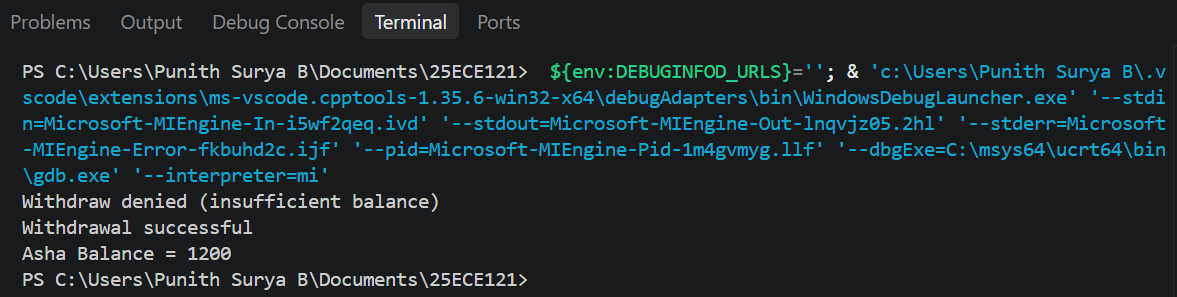 Problems Output Debug Console Terminal Ports
PS C:\Users\Punith Surya B\Documents\25ECE121>  ${env:DEBUGINFOD_URLS}=''; & 'c:\Users\Punith Surya B\.v
scode\extensions\ms-vscode.cpptools-1.35.6-win32-x64\debugAdapters\bin\WindowsDebugLauncher.exe' '--stdi
n=Microsoft-MIEngine-In-i5wf2qeq.ivd' '--stdout=Microsoft-MIEngine-Out-lnqvjz05.2hl' '--stderr=Microsoft
-MIEngine-Error-fkbuhd2c.ijf' '--pid=Microsoft-MIEngine-Pid-1m4gvmyg.llf' '--dbgExe=C:\msys64\ucrt64\bin
\gdb.exe' '--interpreter=mi'
Withdraw denied (insufficient balance)
Withdrawal successful
Asha Balance = 1200
PS C:\Users\Punith Surya B\Documents\25ECE121>